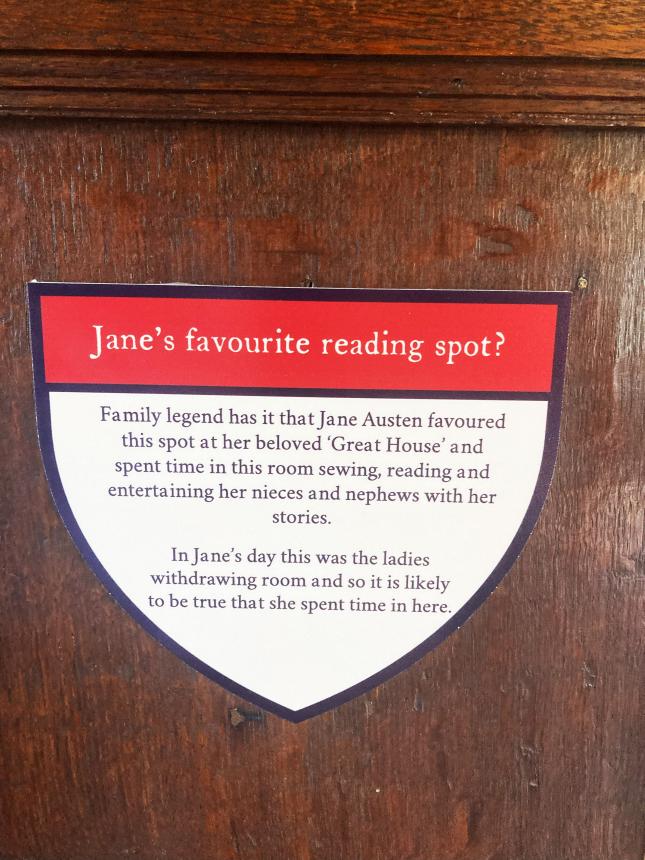 Jane's favourite reading spot?
Family legend has it that Jane Austen favoured
this spot at her beloved ‘Great House’ and
spent time in this room sewing, reading and
entertaining her nieces and nephews with her
stories.
In Jane's day this was the ladies
withdrawing room and so it is likely
to be true that she spent time in here.